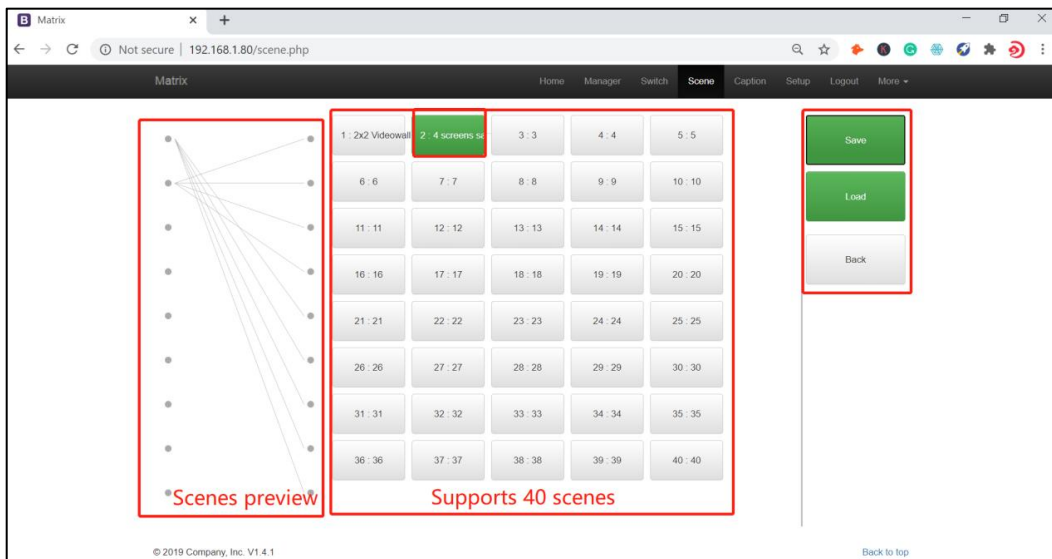 Matrix
Not secure | 192.168.1.80/scene.php
Matrix Home Manager Switch Scene Caption Setup Logout More
1 : 2x2 Videowall 2 : 4 screens sa 3 : 3 4 : 4 5 : 5 Save
6 : 6 7 : 7 8 : 8 9 : 9 10 : 10 Load
11 : 11 12 : 12 13 : 13 14 : 14 15 : 15
16 : 16 17 : 17 18 : 18 19 : 19 20 : 20 Back
21 : 21 22 : 22 23 : 23 24 : 24 25 : 25
26 : 26 27 : 27 28 : 28 29 : 29 30 : 30
31 : 31 32 : 32 33 : 33 34 : 34 35 : 35
36 : 36 37 : 37 38 : 38 39 : 39 40 : 40
Scenes preview Supports 40 scenes
© 2019 Company, Inc. V1.4.1 Back to top